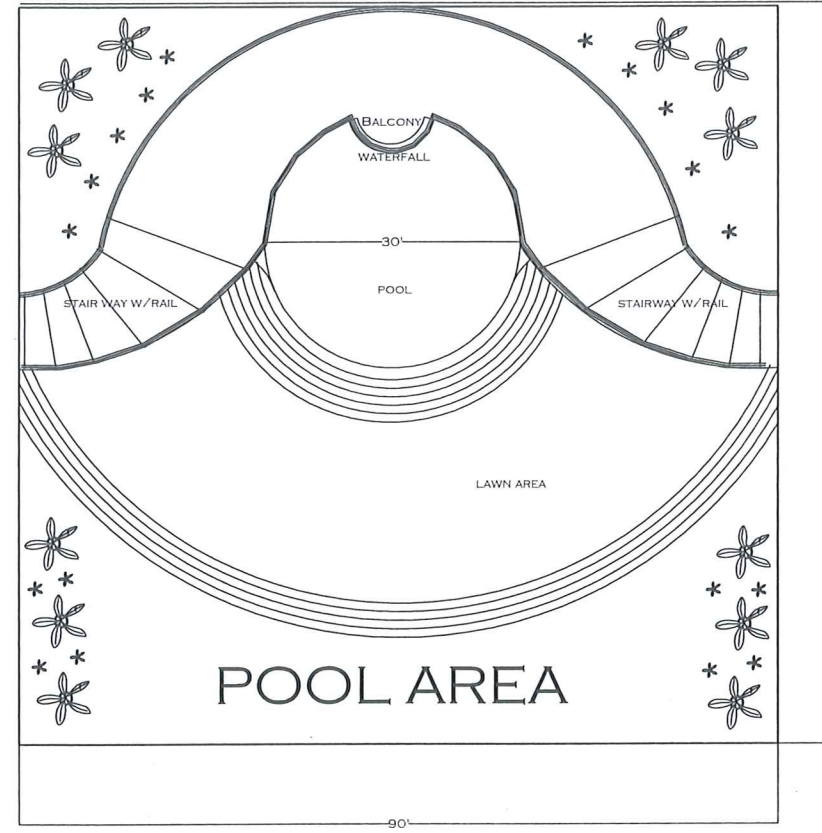 BALCONY
WATERFALL
30'
POOL
STAIR WAY W/RAIL
STAIRWAY W/RAIL
LAWN AREA
POOL AREA
90'